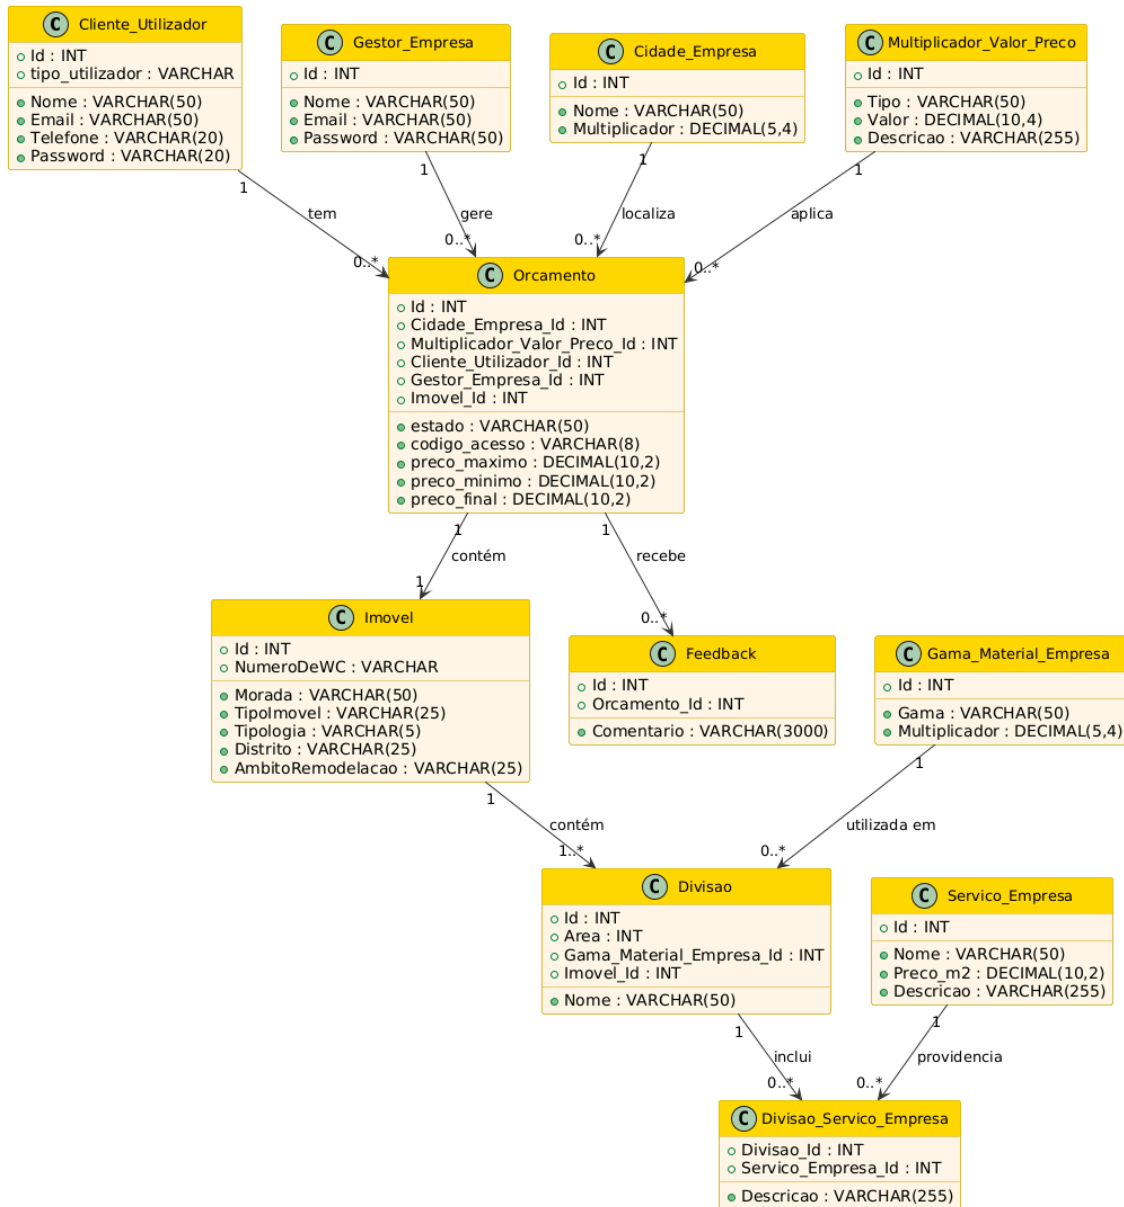 C Cliente_Utilizador
Id : INT
tipo_utilizador : VARCHAR
Nome : VARCHAR(50)
Email : VARCHAR(50)
Telefone : VARCHAR(20)
Password : VARCHAR(20)
C Gestor_Empresa
Id : INT
Nome : VARCHAR(50)
Email : VARCHAR(50)
Password : VARCHAR(50)
C Cidade_Empresa
Id : INT
Nome : VARCHAR(50)
Multiplicador : DECIMAL(5,4)
C Multiplicador_Valor_Preco
Id : INT
Tipo : VARCHAR(50)
Valor : DECIMAL(10,4)
Descricao : VARCHAR(255)
1
tem
0..*
1
gere
0..*
1
localiza
0..*
1
aplica
0..*
C Orcamento
Id : INT
Cidade_Empresa_Id : INT
Multiplicador_Valor_Preco_Id : INT
Cliente_Utilizador_Id : INT
Gestor_Empresa_Id : INT
Imovel_Id : INT
estado : VARCHAR(50)
codigo_acesso : VARCHAR(8)
preco_maximo : DECIMAL(10,2)
preco_minimo : DECIMAL(10,2)
preco_final : DECIMAL(10,2)
1
contém
1
1
recebe
0..*
C Imovel
Id : INT
NumeroDeWC : VARCHAR
Morada : VARCHAR(50)
TipoImovel : VARCHAR(25)
Tipologia : VARCHAR(5)
Distrito : VARCHAR(25)
AmbitoRemodelacao : VARCHAR(25)
C Feedback
Id : INT
Orcamento_Id : INT
Comentario : VARCHAR(3000)
C Gama_Material_Empresa
Id : INT
Gama : VARCHAR(50)
Multiplicador : DECIMAL(5,4)
1
contém
1..*
1
utilizada em
0..*
C Divisao
Id : INT
Area : INT
Gama_Material_Empresa_Id : INT
Imovel_Id : INT
Nome : VARCHAR(50)
C Servico_Empresa
Id : INT
Nome : VARCHAR(50)
Preco_m2 : DECIMAL(10,2)
Descricao : VARCHAR(255)
1
inclui
0..*
1
providencia
0..*
C Divisao_Servico_Empresa
Divisao_Id : INT
Servico_Empresa_Id : INT
Descricao : VARCHAR(255)